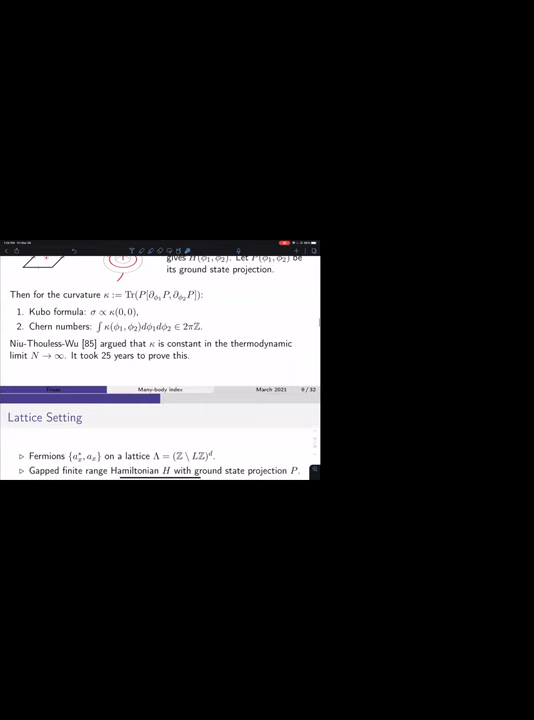 gives H(ϕ₁, ϕ₂). Let P(ϕ₁, ϕ₂) be
its ground state projection.
Then for the curvature κ := Tr(P[∂ϕ₁P, ∂ϕ₂P]):
1. Kubo formula: σ ∝ κ(0,0),
2. Chern numbers: ∫ κ(ϕ₁, ϕ₂)dϕ₁dϕ₂ ∈ 2πℤ.
Niu-Thouless-Wu [85] argued that κ is constant in the thermodynamic
limit N → ∞. It took 25 years to prove this.
Many-body index March 2021 9 / 32
Lattice Setting
▷ Fermions {a*ₓ, aₓ} on a lattice Λ = (ℤ \ Lℤ)ᵈ.
▷ Gapped finite range Hamiltonian H with ground state projection P.